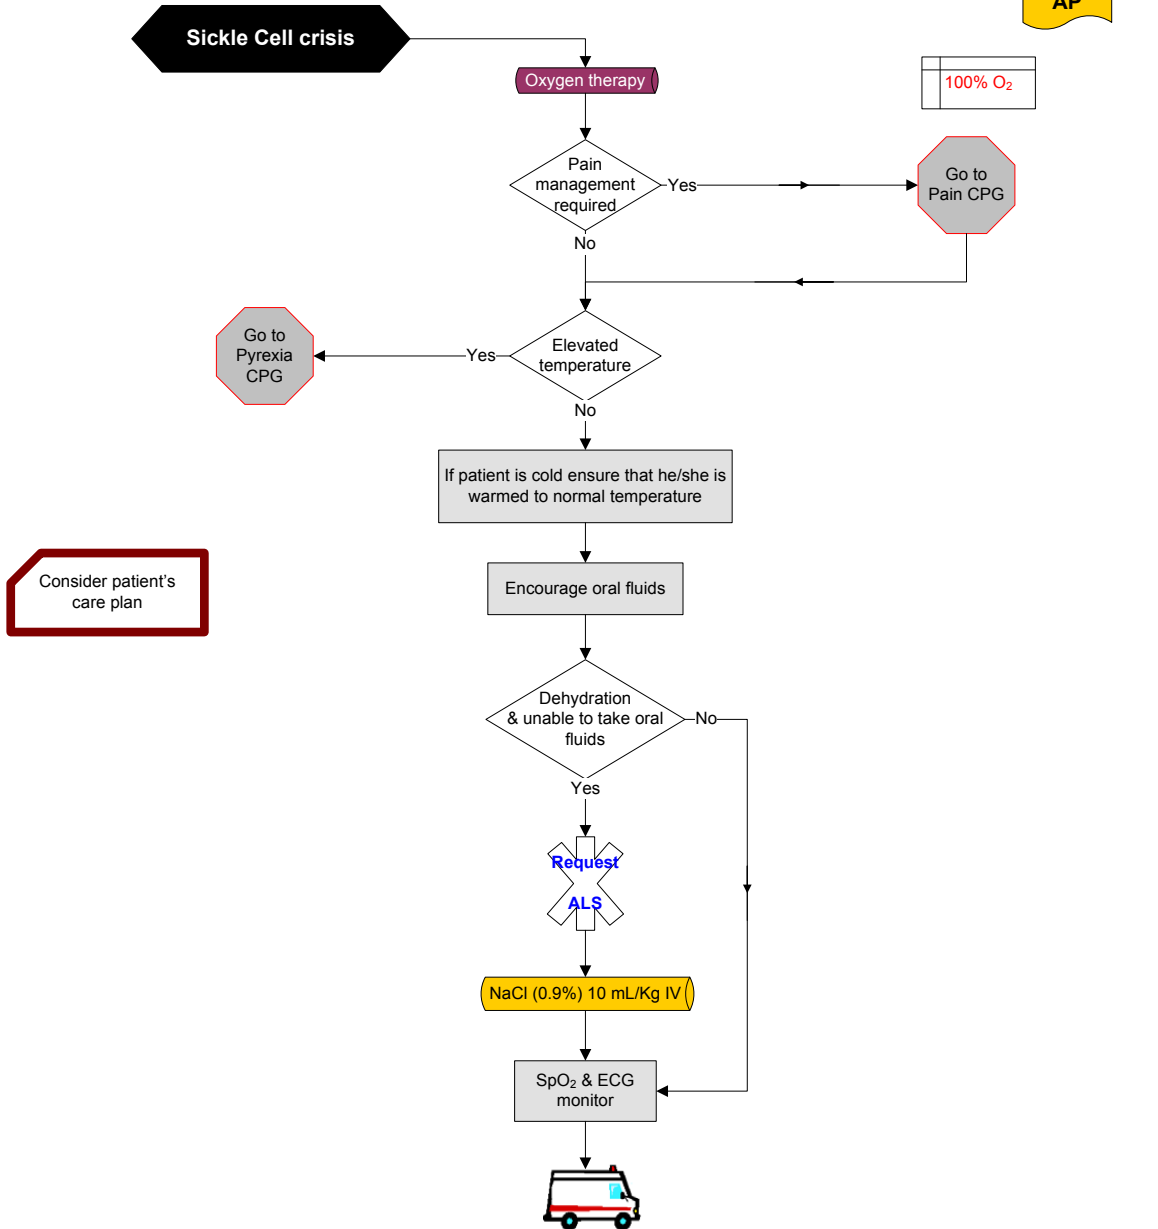 AP
Sickle Cell crisis
Oxygen therapy
100% O₂
Pain
management
required
Yes
Go to
Pain CPG
No
Go to
Pyrexia
CPG
Yes
Elevated
temperature
No
If patient is cold ensure that he/she is
warmed to normal temperature
Consider patient's
care plan
Encourage oral fluids
Dehydration
& unable to take oral
fluids
No
Yes
Request
ALS
NaCl (0.9%) 10 mL/Kg IV
SpO₂ & ECG
monitor